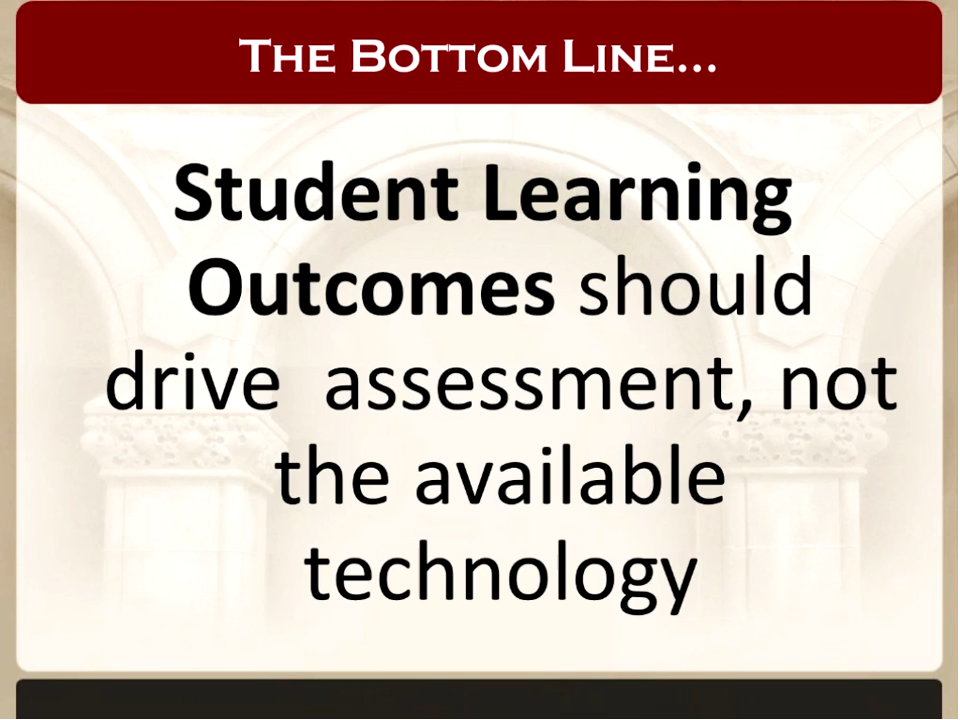 The Bottom Line...
Student Learning
Outcomes should
drive  assessment, not
the available
technology